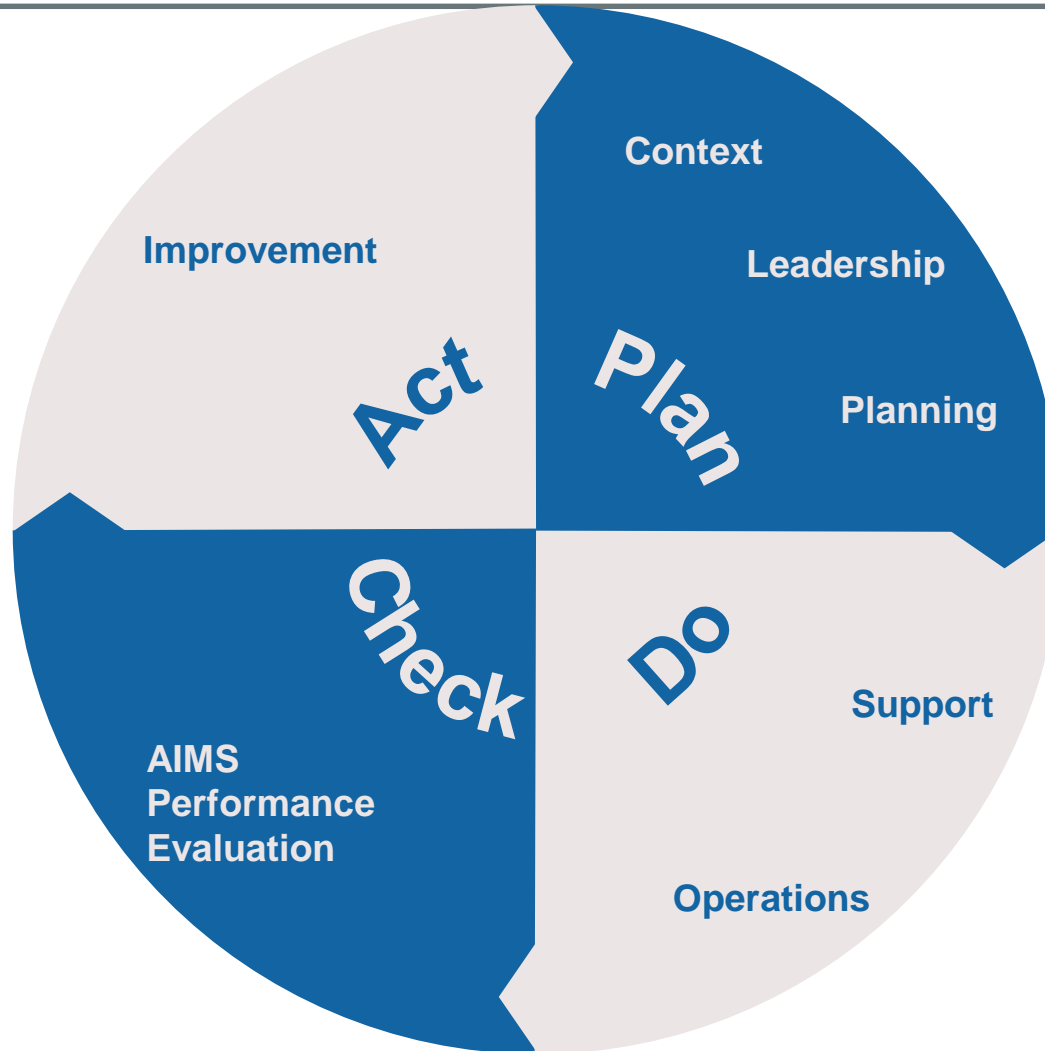 Context
Leadership
Planning
Plan
Do
Support
Operations
Check
AIMS
Performance
Evaluation
Act
Improvement